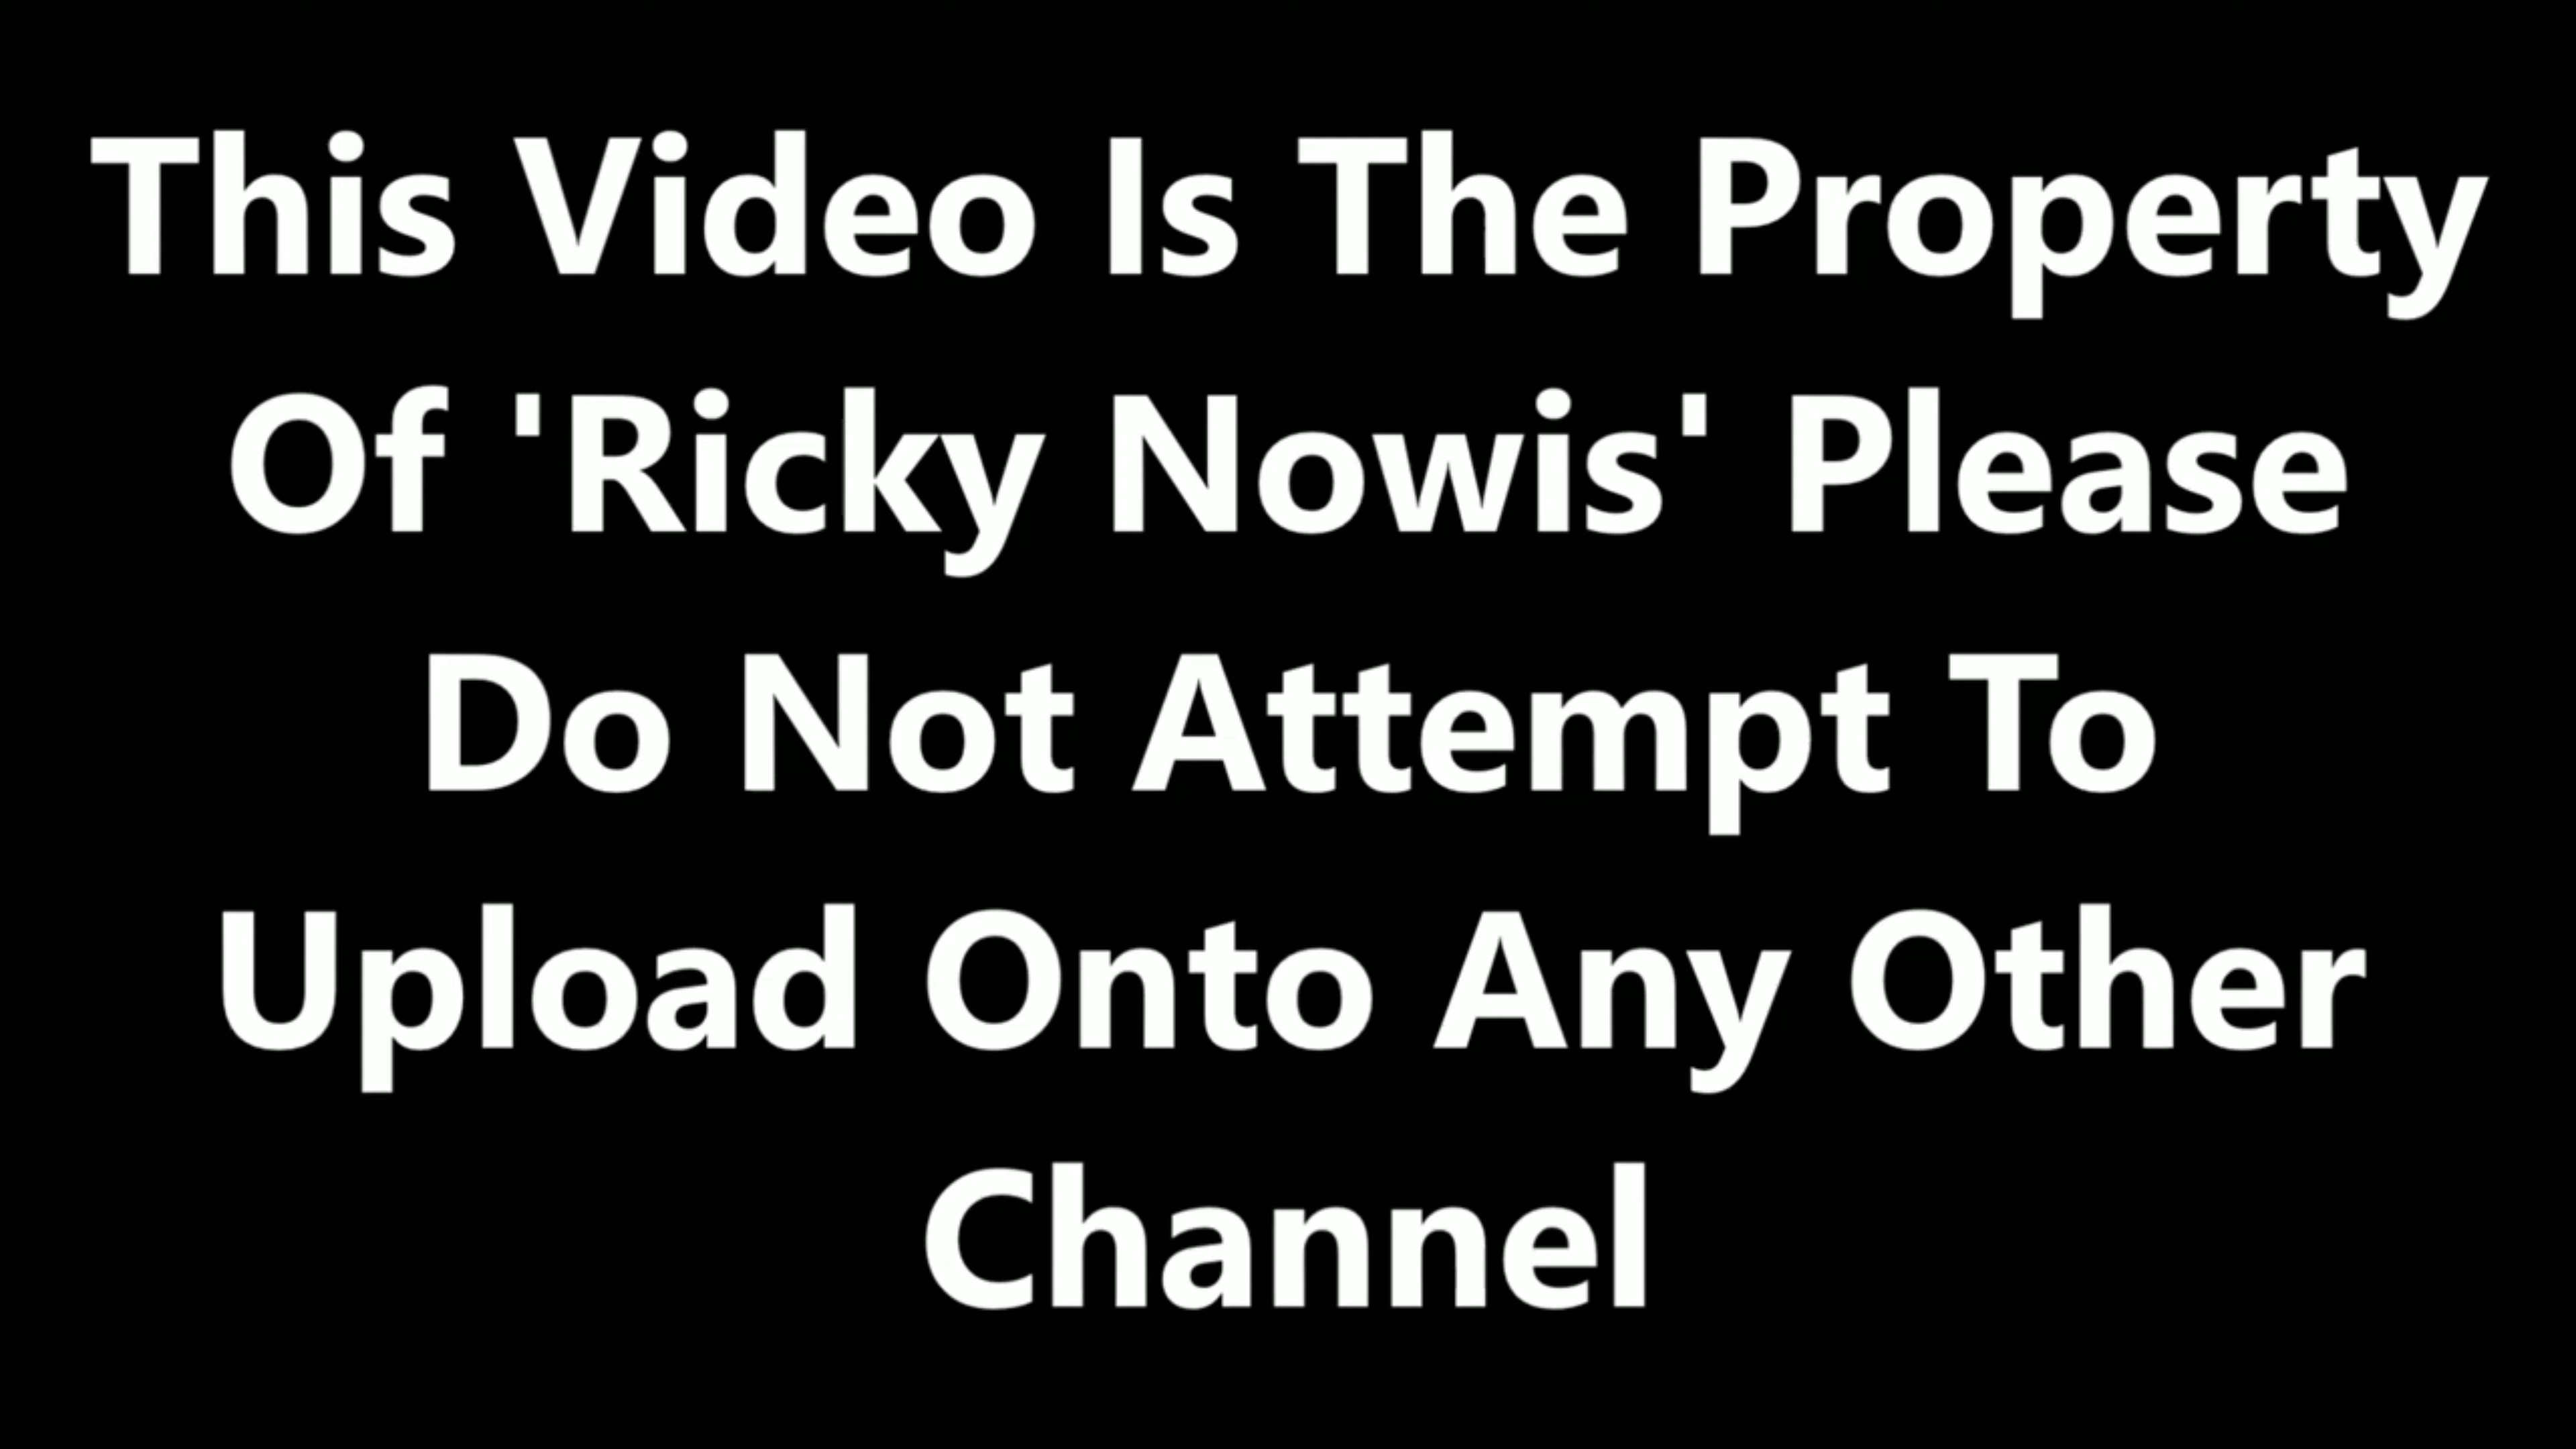 This Video Is The Property
Of 'Ricky Nowis' Please
Do Not Attempt To
Upload Onto Any Other
Channel